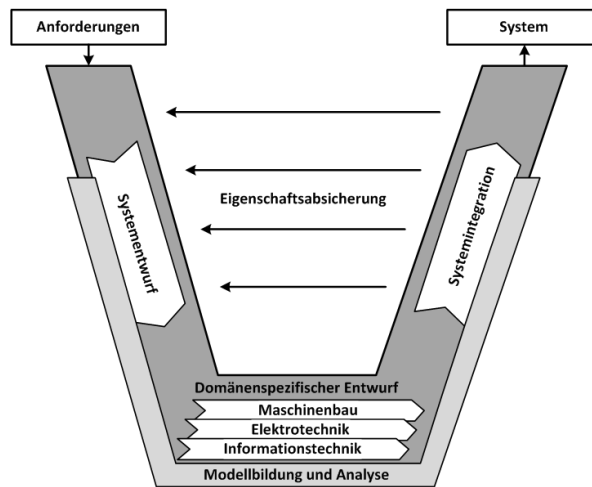 Anforderungen
System
Eigenschaftsabsicherung
Systementwurf
Systemintegration
Domänenspezifischer Entwurf
Maschinenbau
Elektrotechnik
Informationstechnik
Modellbildung und Analyse